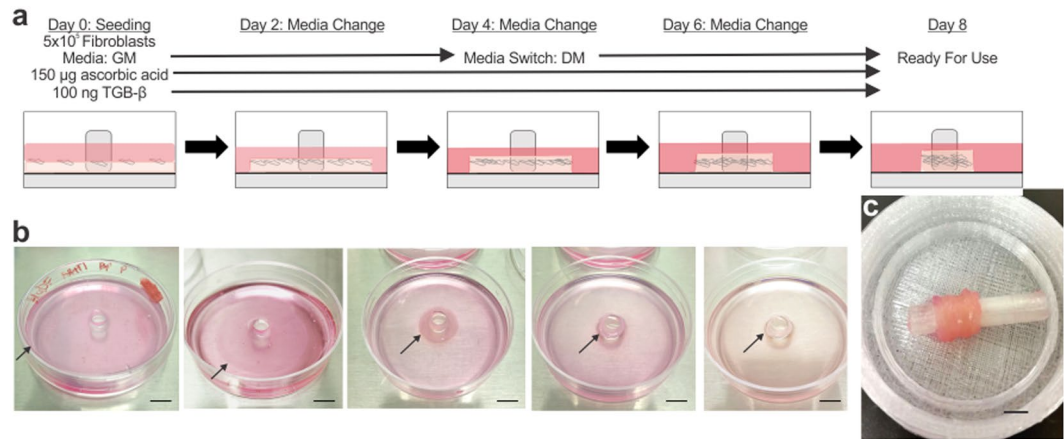 a
Day 0: Seeding
Day 2: Media Change
Day 4: Media Change
Day 6: Media Change
Day 8
5x10⁵ Fibroblasts
Media: GM
Media Switch: DM
Ready For Use
150 µg ascorbic acid
100 ng TGB-β
b
c